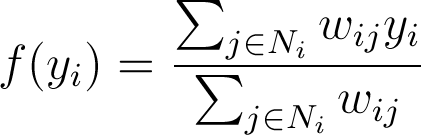 f(y_i) = \frac{\sum_{j \in N_i} w_{ij} y_i}{\sum_{j \in N_i} w_{ij}}